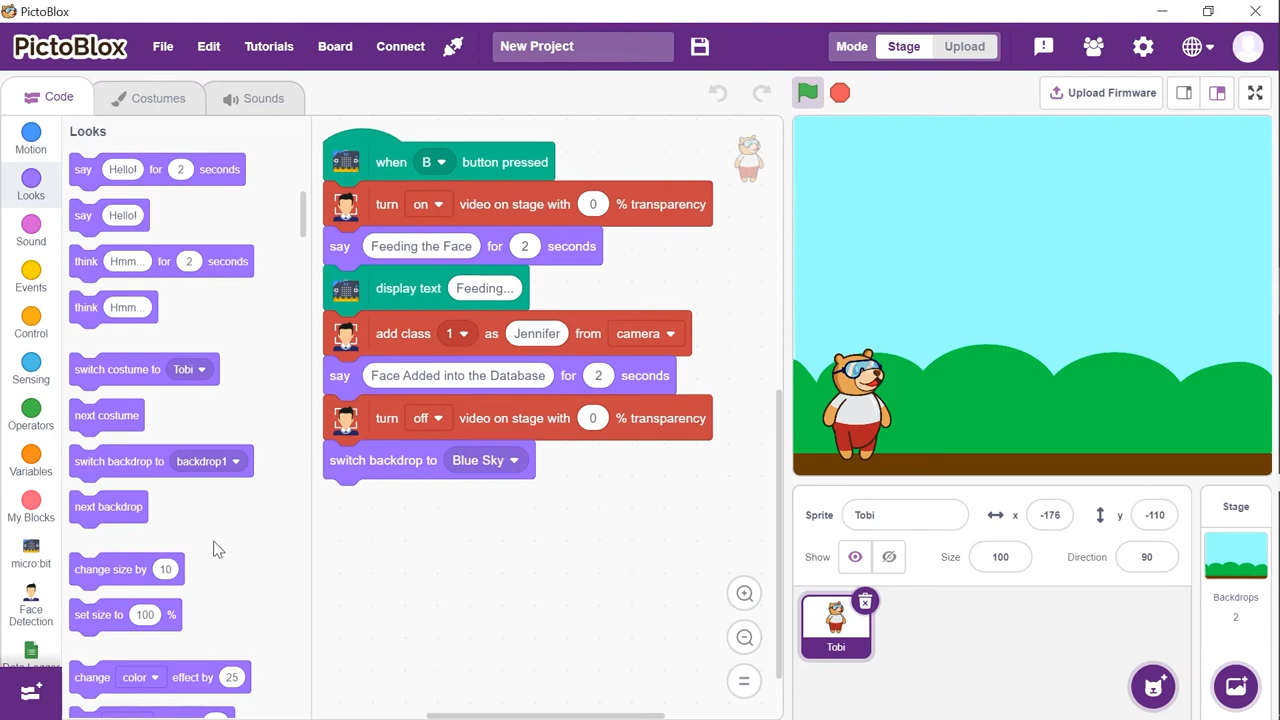 PictoBlox
PictoBlox File Edit Tutorials Board Connect New Project Mode Stage Upload
Code Costumes Sounds Upload Firmware
Motion
Looks
Sound
Events
Control
Sensing
Operators
Variables
My Blocks
micro:bit
Face
Detection
Looks
say Hello! for 2 seconds
say Hello!
think Hmm... for 2 seconds
think Hmm...
switch costume to Tobi
next costume
switch backdrop to backdrop1
next backdrop
change size by 10
set size to 100 %
change color effect by 25
when B button pressed
turn on video on stage with 0 % transparency
say Feeding the Face for 2 seconds
display text Feeding...
add class 1 as Jennifer from camera
say Face Added into the Database for 2 seconds
turn off video on stage with 0 % transparency
switch backdrop to Blue Sky
Sprite Tobi x -176 y -110
Show Size 100 Direction 90
Tobi
Stage
Backdrops
2